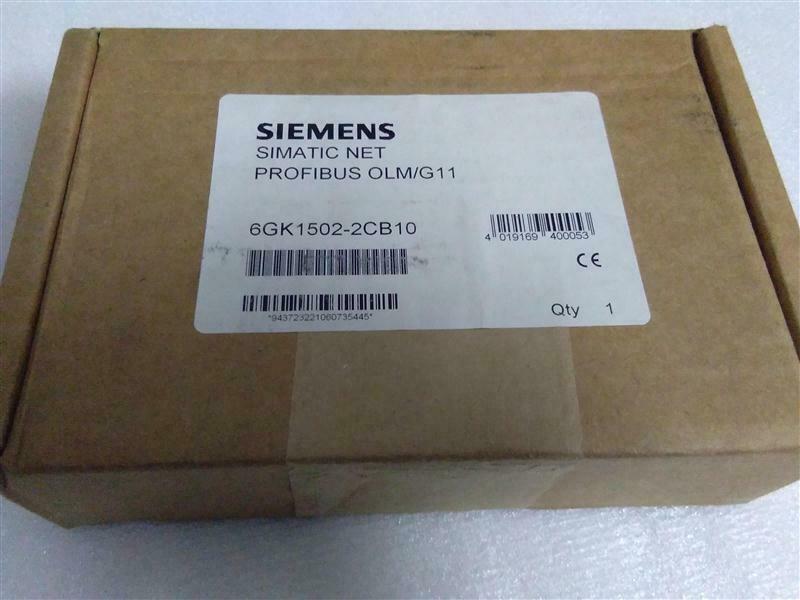 SIEMENS
SIMATIC NET
PROFIBUS OLM/G11
6GK1502-2CB10
4 019169 400053
CE
*943723221060735445*
Qty 1